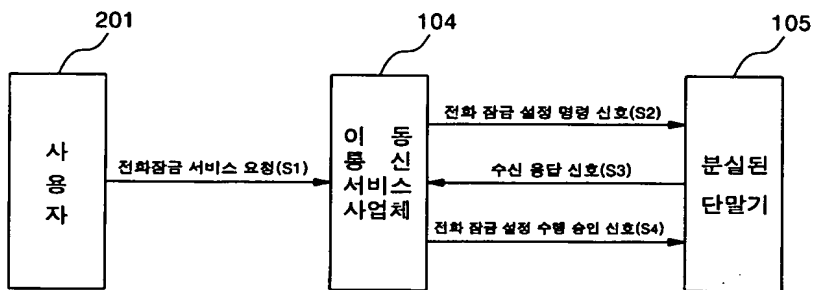 201
104
105
사
용
자
전화잠금 서비스 요청(S1)
이 동
통 신
서비스
사업체
전화 잠금 설정 명령 신호(S2)
수신 응답 신호(S3)
전화 잠금 설정 수행 승인 신호(S4)
분실된
단말기